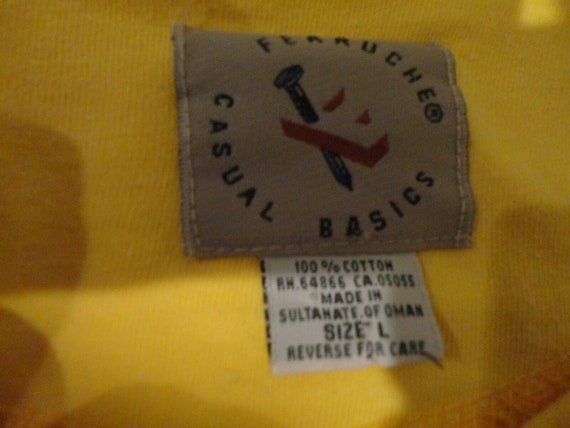 FERRUCHE®
CASUAL BASICS
100% COTTON
RN.64866 CA.05055
MADE IN
SULTANATE.OF OMAN
SIZE L
REVERSE FOR CARE